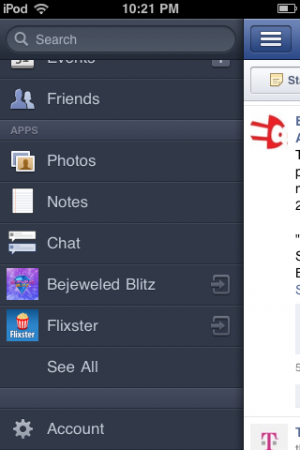 iPod 10:21 PM
Search
Events
Friends
APPS
Photos
Notes
Chat
Bejeweled Blitz
Flixster
Flixster
See All
Account
St
E
A
T
p
r
2
"
S
B
S
5
T
T